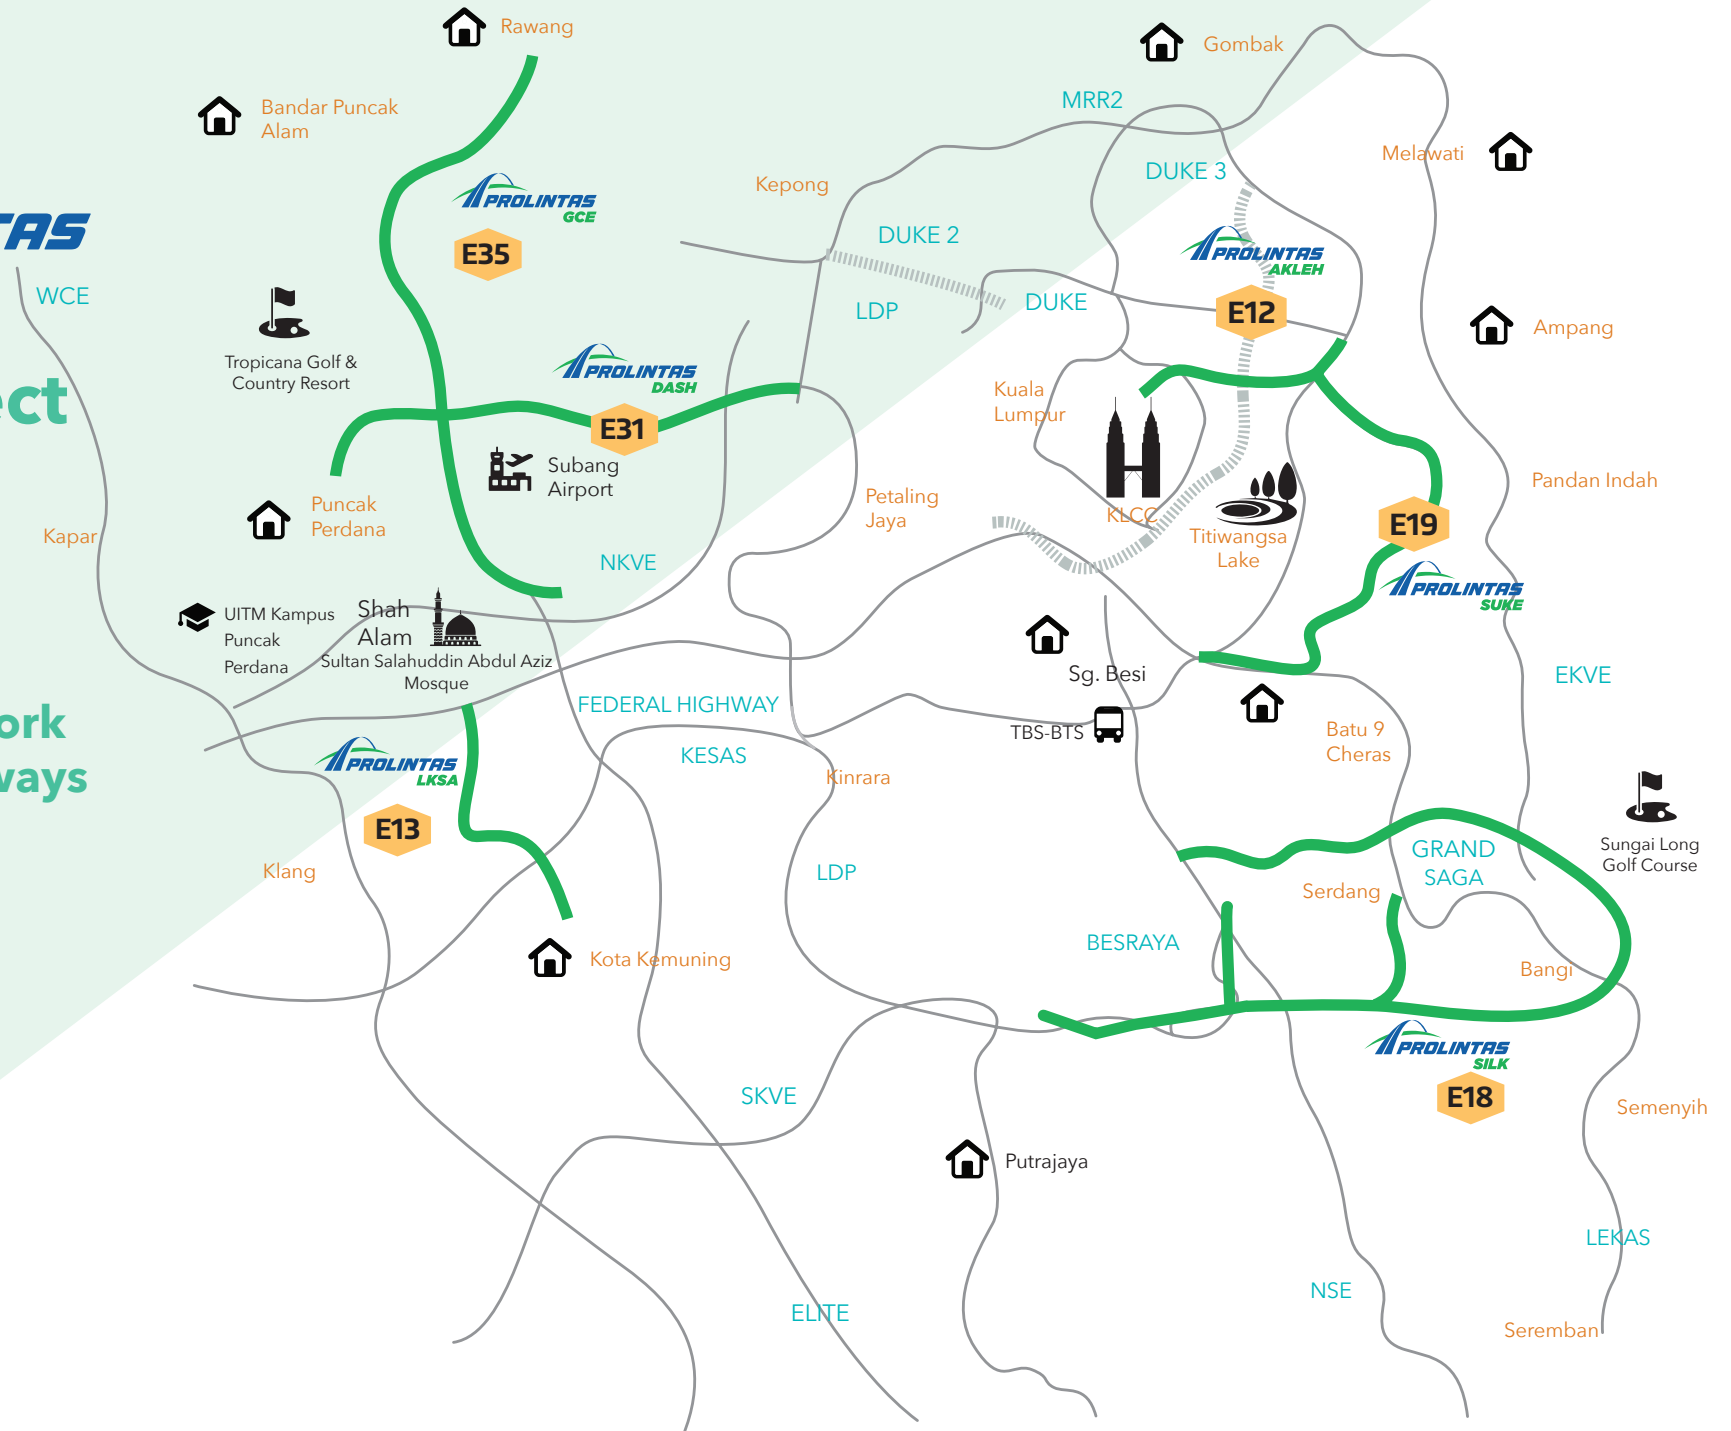 Rawang
Gombak
Bandar Puncak
Alam
MRR2
Melawati
DUKE 3
Kepong
PROLINTAS
GCE
E35
TAS
DUKE 2
PROLINTAS
AKLEH
WCE
LDP
DUKE
E12
Ampang
Tropicana Golf &
Country Resort
PROLINTAS
DASH
ect
Kuala
Lumpur
E31
Subang
Airport
Petaling
Jaya
Pandan Indah
Puncak
Perdana
KLCC
E19
Kapar
Titiwangsa
Lake
NKVE
PROLINTAS
SUKE
UITM Kampus
Puncak
Perdana
Shah
Alam
Sultan Salahuddin Abdul Aziz
Mosque
Sg. Besi
EKVE
FEDERAL HIGHWAY
ork
ways
TBS-BTS
Batu 9
Cheras
KESAS
PROLINTAS
LKSA
Kinrara
E13
Sungai Long
Golf Course
GRAND
SAGA
Klang
LDP
Serdang
BESRAYA
Kota Kemuning
Bangi
PROLINTAS
SILK
E18
SKVE
Semenyih
Putrajaya
LEKAS
NSE
ELITE
Seremban